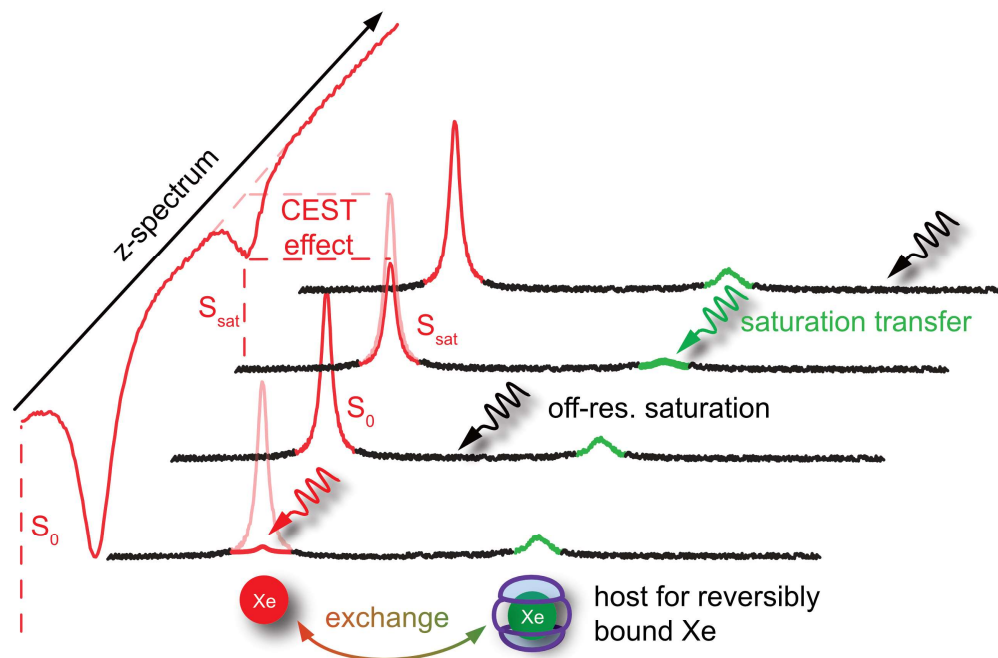 z-spectrum
CEST
effect
S_sat
S_sat
saturation transfer
S_0
off-res. saturation
S_0
Xe
exchange
Xe
host for reversibly
bound Xe